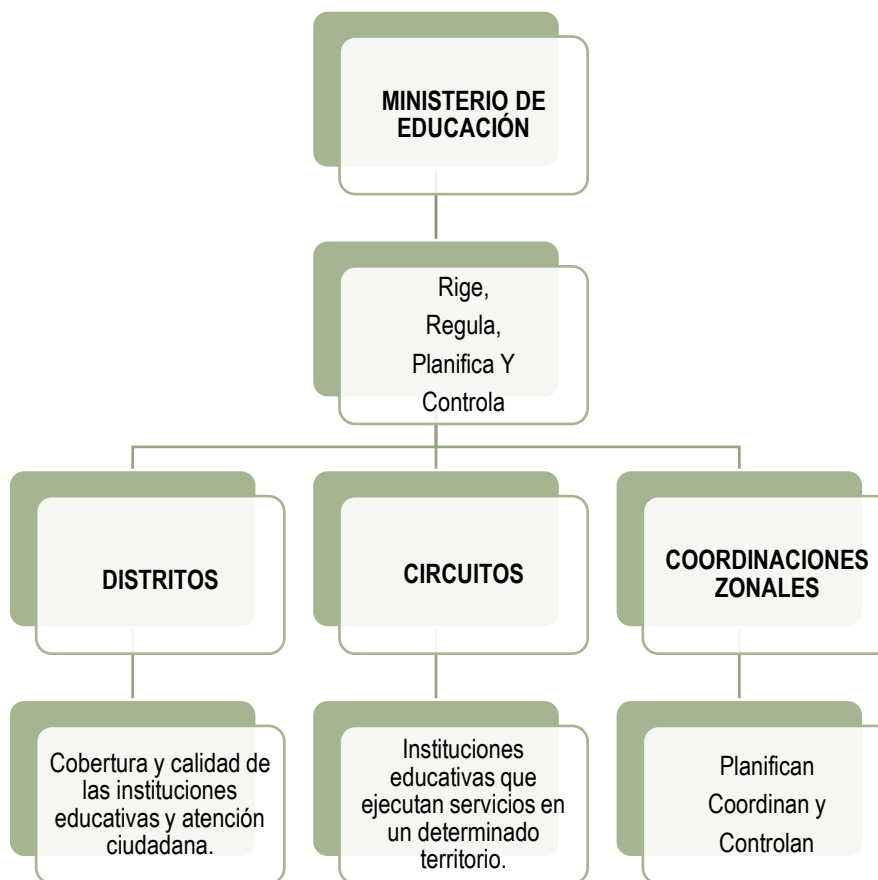 MINISTERIO DE
EDUCACIÓN
Rige,
Regula,
Planifica Y
Controla
DISTRITOS
CIRCUITOS
COORDINACIONES
ZONALES
Cobertura y calidad de
las instituciones
educativas y atención
ciudadana.
Instituciones
educativas que
ejecutan servicios en
un determinado
territorio.
Planifican
Coordinan y
Controlan